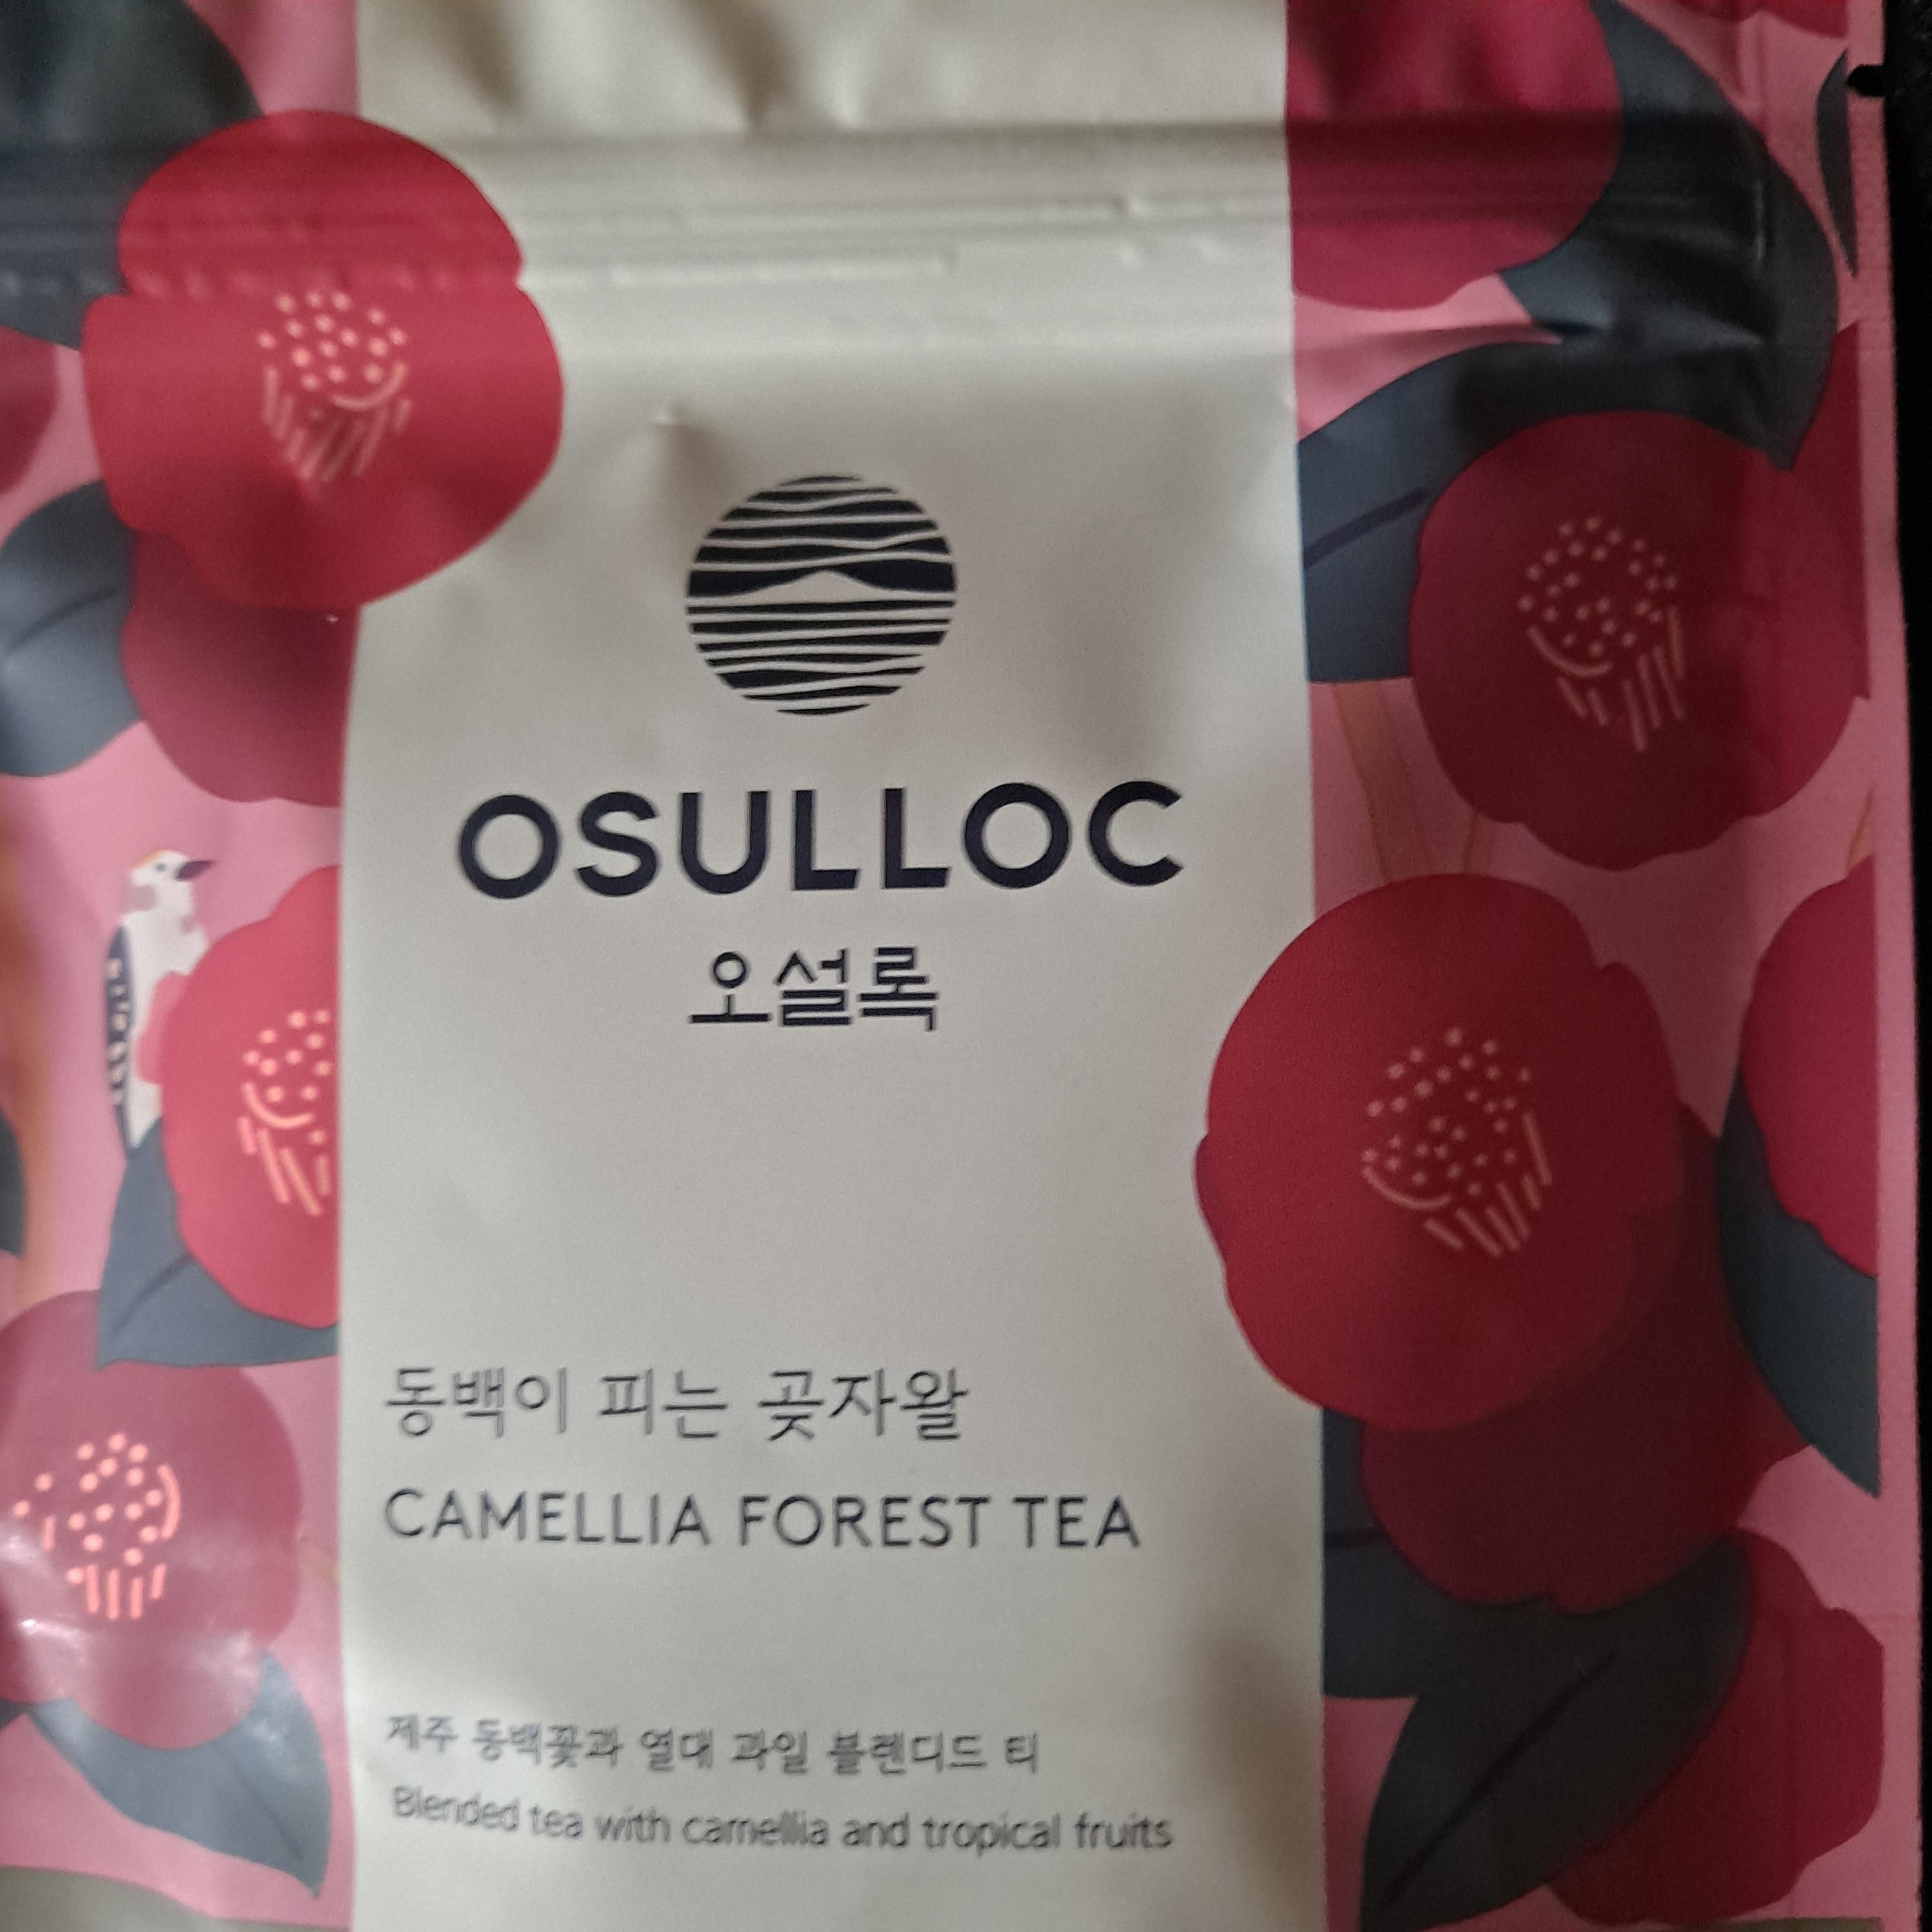 OSULLOC
오설록
동백이 피는 곶자왈
CAMELLIA FOREST TEA
제주 동백꽃과 열대 과일 블렌디드 티
Blended tea with camellia and tropical fruits